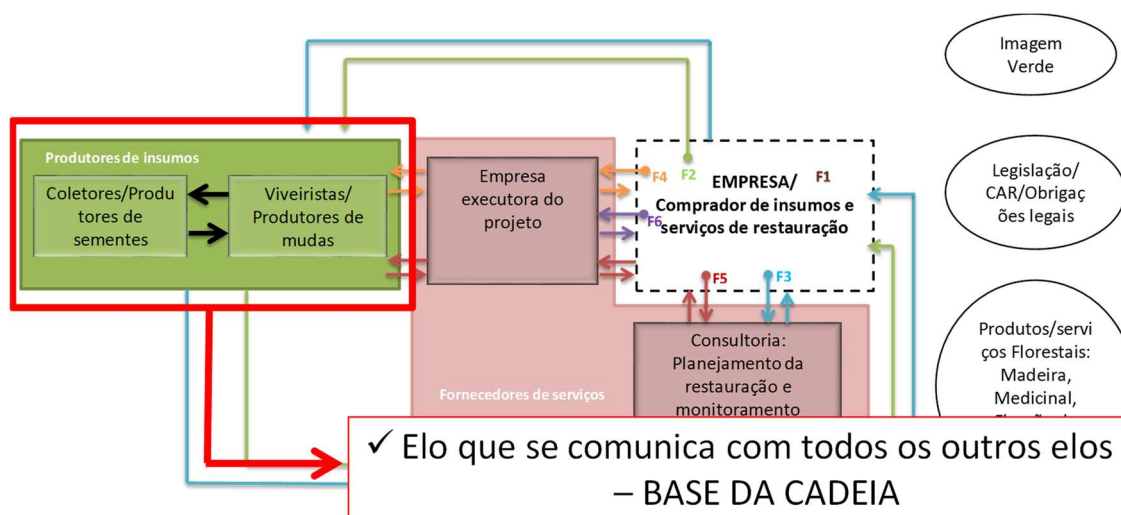 Imagem
Verde
Produtores de insumos
Coletores/Produ
tores de
sementes
Viveiristas/
Produtores de
mudas
Empresa
executora do
projeto
F4
F2
F6
EMPRESA/ F1
Comprador de insumos e
serviços de restauração
F5
F3
Legislação/
CAR/Obrigaç
ões legais
Consultoria:
Planejamento da
restauração e
monitoramento
Fornecedores de serviços
Produtos/servi
ços Florestais:
Madeira,
Medicinal,
✓ Elo que se comunica com todos os outros elos
– BASE DA CADEIA